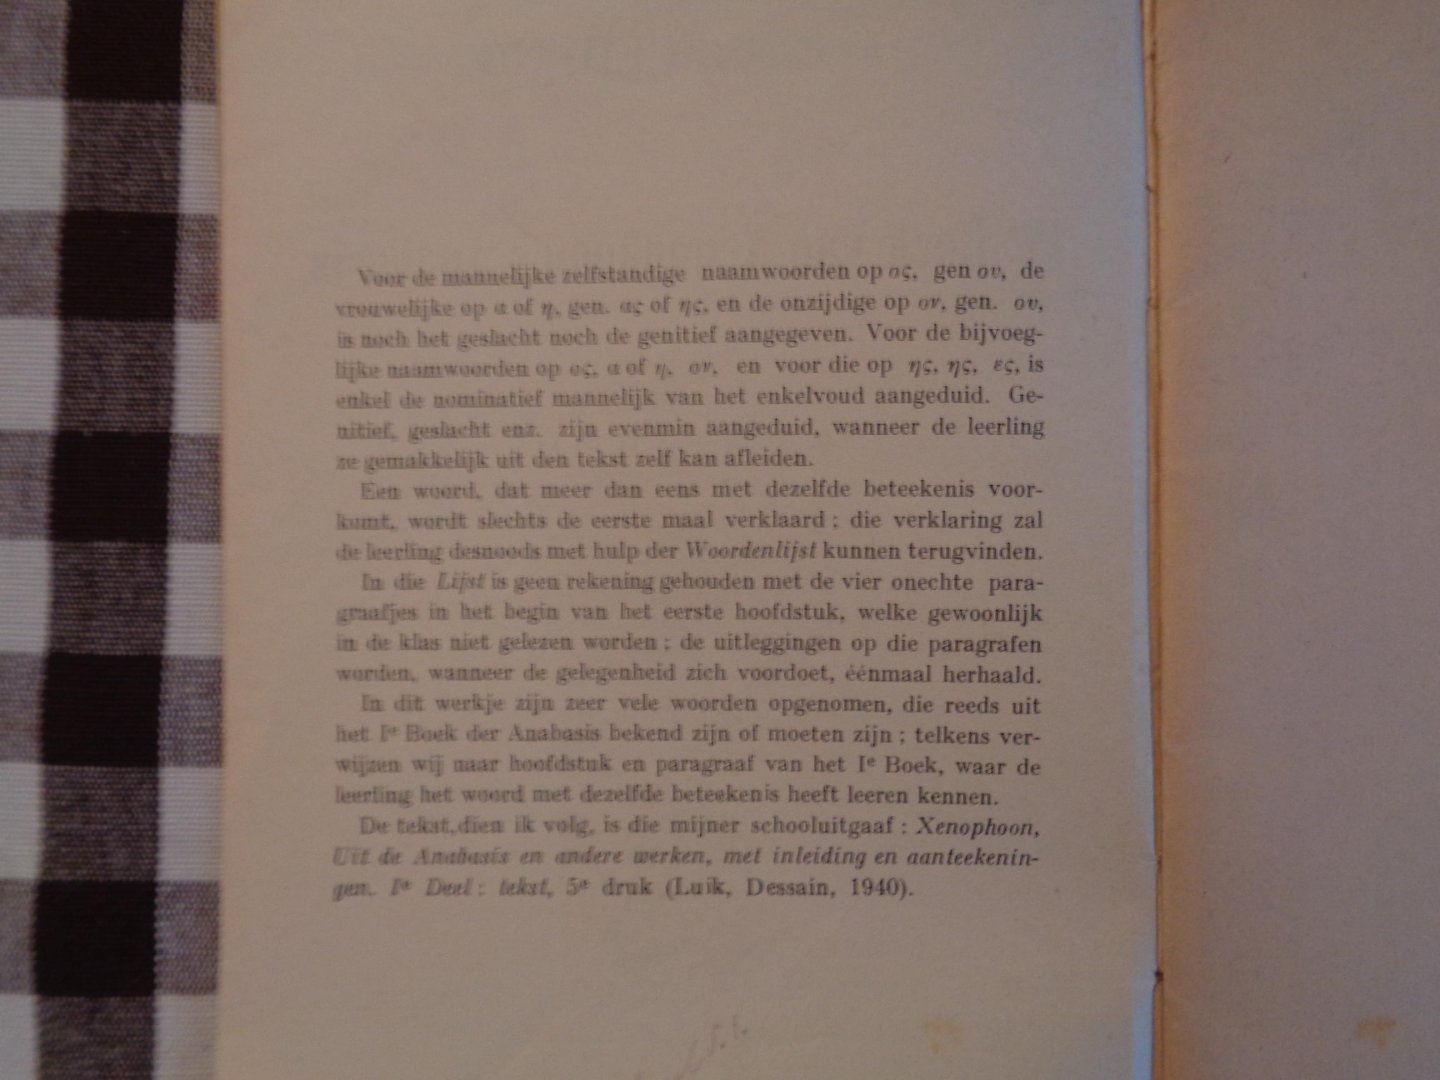 Voor de mannelijke zelfstandige naamwoorden op ος, gen ου, de
vrouwelijke op α of η, gen. ας of ης, en de onzijdige op ον, gen. ου,
is noch het geslacht noch de genitief aangegeven. Voor de bijvoeg-
lijke naamwoorden op ος, α of η, ον, en voor die op ης, ης, ες, is
enkel de nominatief mannelijk van het enkelvoud aangeduid. Ge-
nitief, geslacht enz. zijn evenmin aangeduid, wanneer de leerling
ze gemakkelijk uit den tekst zelf kan afleiden.
Een woord, dat meer dan eens met dezelfde beteekenis voor-
komt, wordt slechts de eerste maal verklaard ; die verklaring zal
de leerling desnoods met hulp der Woordenlijst kunnen terugvinden.
In die Lijst is geen rekening gehouden met de vier onechte para-
graafjes in het begin van het eerste hoofdstuk, welke gewoonlijk
in de klas niet gelezen worden ; de uitleggingen op die paragrafen
worden, wanneer de gelegenheid zich voordoet, éénmaal herhaald.
In dit werkje zijn zeer vele woorden opgenomen, die reeds uit
het Iᵉ Boek der Anabasis bekend zijn of moeten zijn ; telkens ver-
wijzen wij naar hoofdstuk en paragraaf van het Iᵉ Boek, waar de
leerling het woord met dezelfde beteekenis heeft leeren kennen.
De tekst, dien ik volg, is die mijner schooluitgaaf : Xenophoon,
Uit de Anabasis en andere werken, met inleiding en aanteekenin-
gen. Iᵉ Deel : tekst, 5ᵉ druk (Luik, Dessain, 1940).